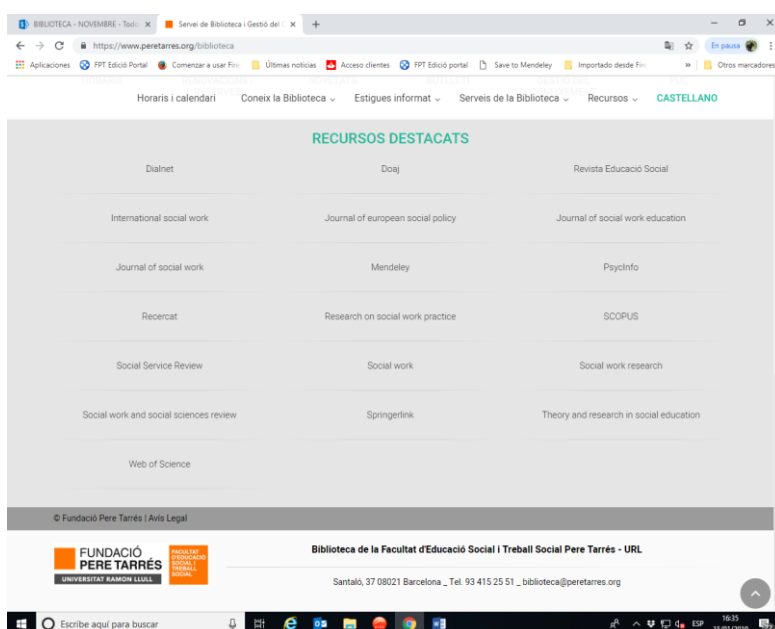 BIBLIOTECA - NOVEMBRE - Todo
Servei de Biblioteca i Gestió del C
https://www.peretarres.org/biblioteca
En pausa
Aplicaciones FPT Edició Portal Comenzar a usar Fire Últimas noticias Acceso clientes FPT Edició portal Save to Mendeley Importado desde Fire » Otros marcadores
Horaris i calendari Coneix la Biblioteca Estigues informat Serveis de la Biblioteca Recursos CASTELLANO
RECURSOS DESTACATS
Dialnet Doaj Revista Educació Social
International social work Journal of european social policy Journal of social work education
Journal of social work Mendeley PsycInfo
Recercat Research on social work practice SCOPUS
Social Service Review Social work Social work research
Social work and social sciences review Springerlink Theory and research in social education
Web of Science
© Fundació Pere Tarrés | Avís Legal
FUNDACIÓ
PERE TARRÉS
UNIVERSITAT RAMON LLULL
FACULTAT
D'EDUCACIÓ
SOCIAL I
TREBALL
SOCIAL
Biblioteca de la Facultat d'Educació Social i Treball Social Pere Tarrés - URL
Santaló, 37 08021 Barcelona _ Tel. 93 415 25 51 _ biblioteca@peretarres.org
Escribe aquí para buscar
ESP
16:35
15/01/2019